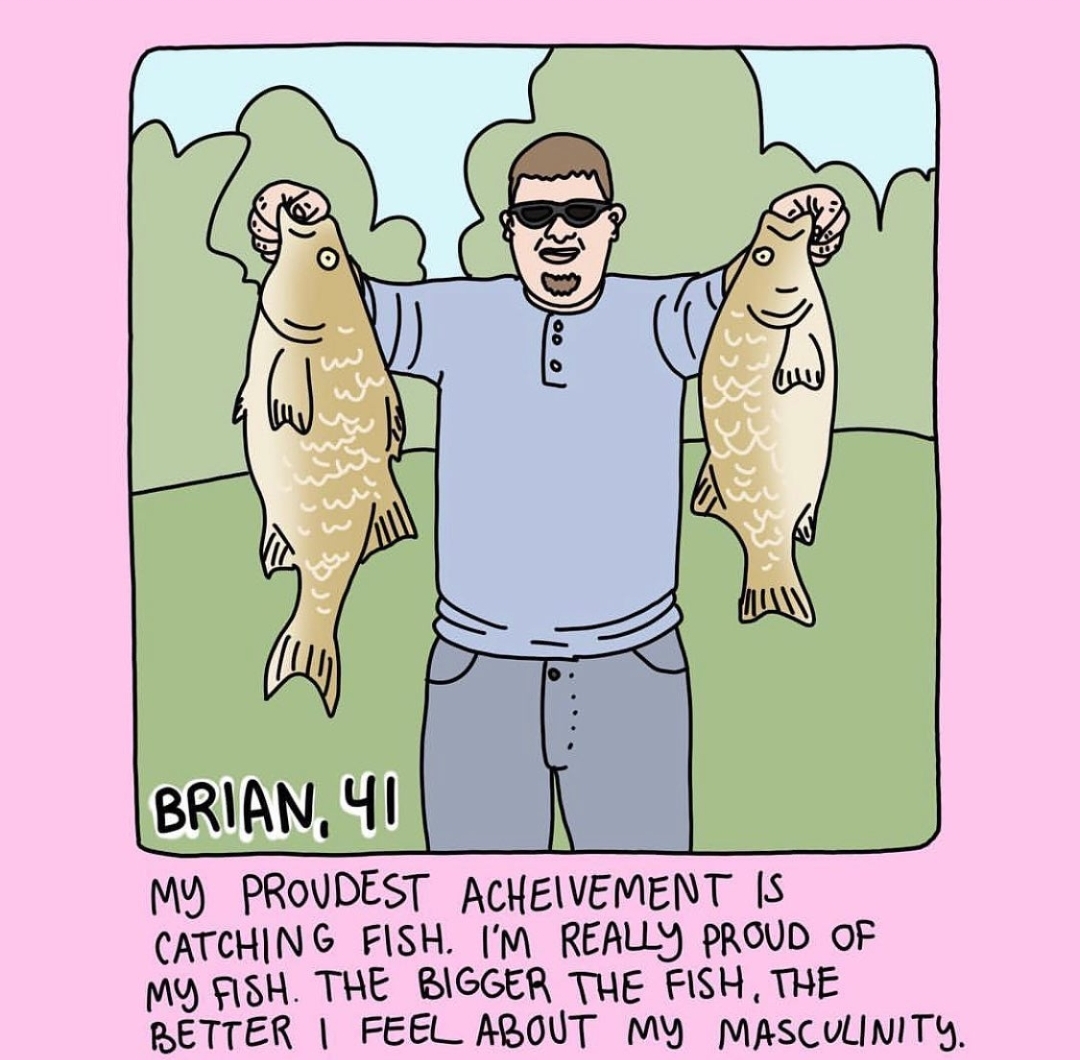 BRIAN, 41
MY PROUDEST ACHEIVEMENT IS
CATCHING FISH. I'M REALLY PROUD OF
MY FISH. THE BIGGER THE FISH, THE
BETTER I FEEL ABOUT MY MASCULINITY.